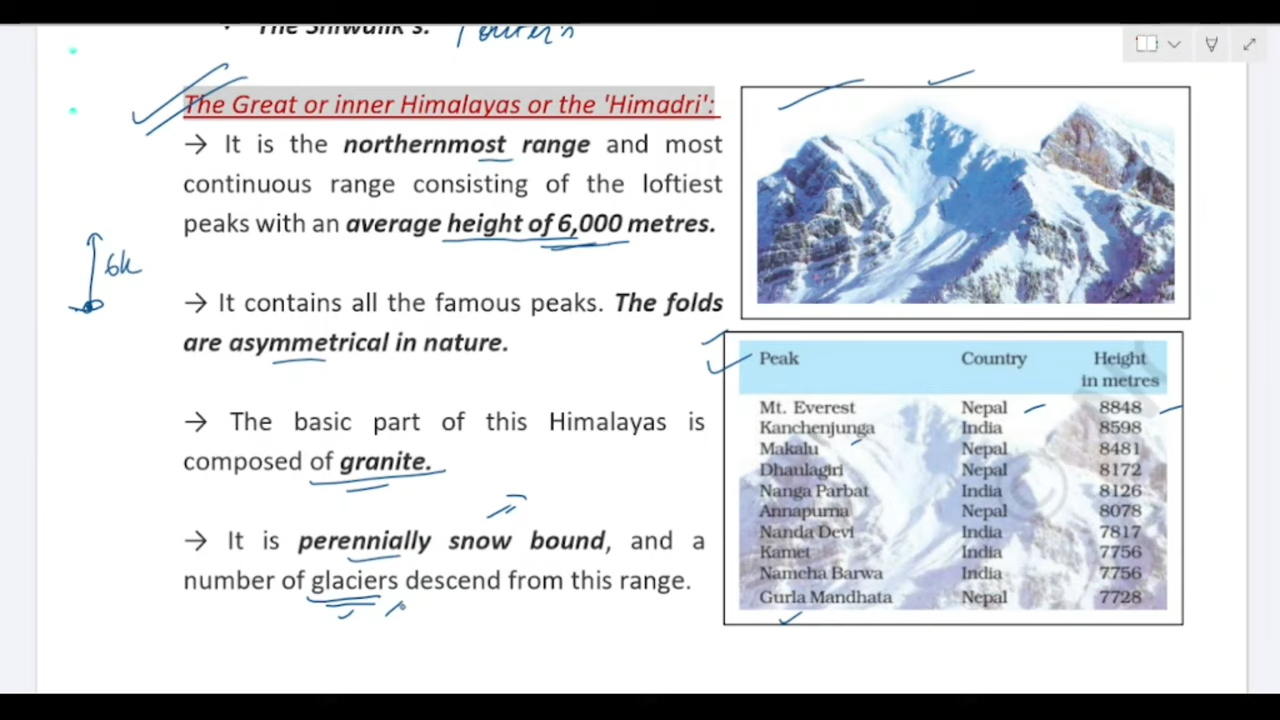 The Shiwalik's.
The Great or inner Himalayas or the 'Himadri':
→ It is the northernmost range and most
continuous range consisting of the loftiest
peaks with an average height of 6,000 metres.
6k
→ It contains all the famous peaks. The folds
are asymmetrical in nature.
→ The basic part of this Himalayas is
composed of granite.
→ It is perennially snow bound, and a
number of glaciers descend from this range.
Peak Country Height
in metres
Mt. Everest Nepal 8848
Kanchenjunga India 8598
Makalu Nepal 8481
Dhaulagiri Nepal 8172
Nanga Parbat India 8126
Annapurna Nepal 8078
Nanda Devi India 7817
Kamet India 7756
Namcha Barwa India 7756
Gurla Mandhata Nepal 7728